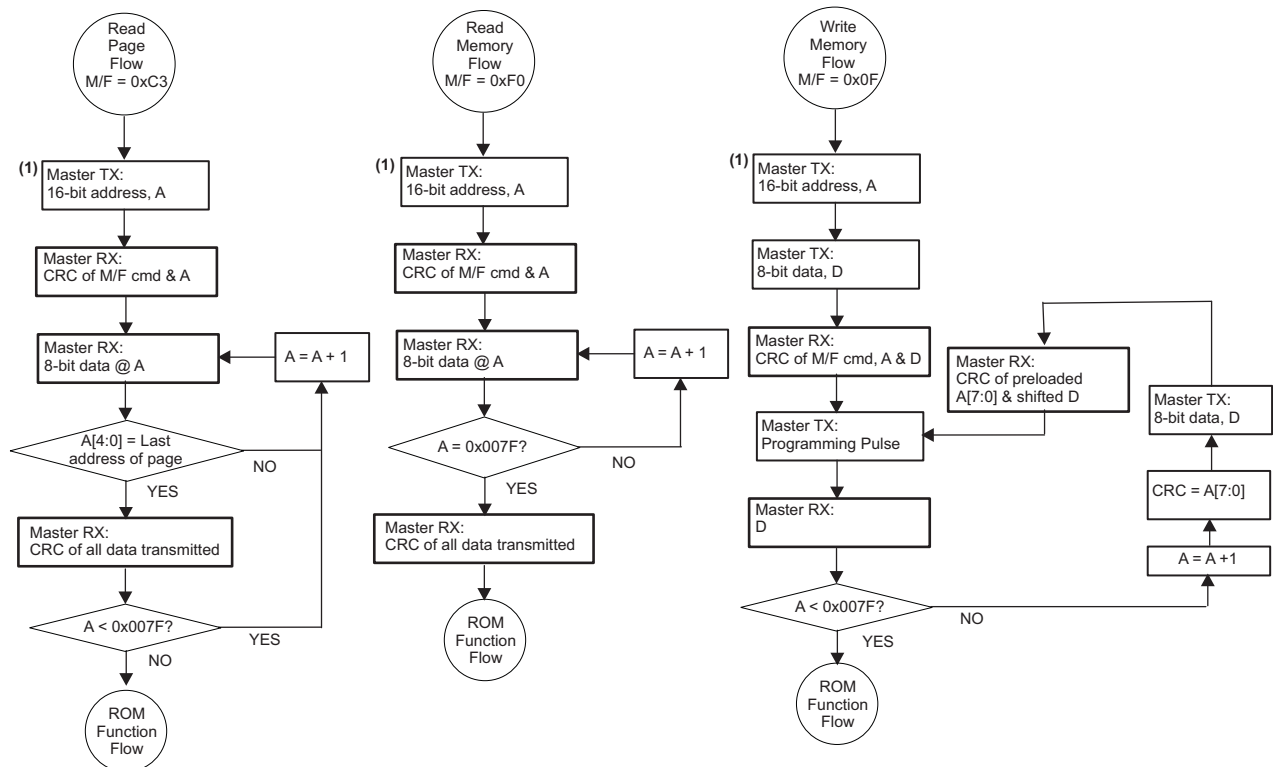 Read
Page
Flow
M/F = 0xC3
(1)
Master TX:
16-bit address, A
Master RX:
CRC of M/F cmd & A
Master RX:
8-bit data @ A
A = A + 1
A[4:0] = Last
address of page
NO
YES
Master RX:
CRC of all data transmitted
A < 0x007F?
YES
NO
ROM
Function
Flow
Read
Memory
Flow
M/F = 0xF0
(1)
Master TX:
16-bit address, A
Master RX:
CRC of M/F cmd & A
Master RX:
8-bit data @ A
A = A + 1
A = 0x007F?
NO
YES
Master RX:
CRC of all data transmitted
ROM
Function
Flow
Write
Memory
Flow
M/F = 0x0F
(1)
Master TX:
16-bit address, A
Master TX:
8-bit data, D
Master RX:
CRC of M/F cmd, A & D
Master TX:
Programming Pulse
Master RX:
D
A < 0x007F?
NO
YES
ROM
Function
Flow
Master RX:
CRC of preloaded
A[7:0] & shifted D
Master TX:
8-bit data, D
CRC = A[7:0]
A = A +1